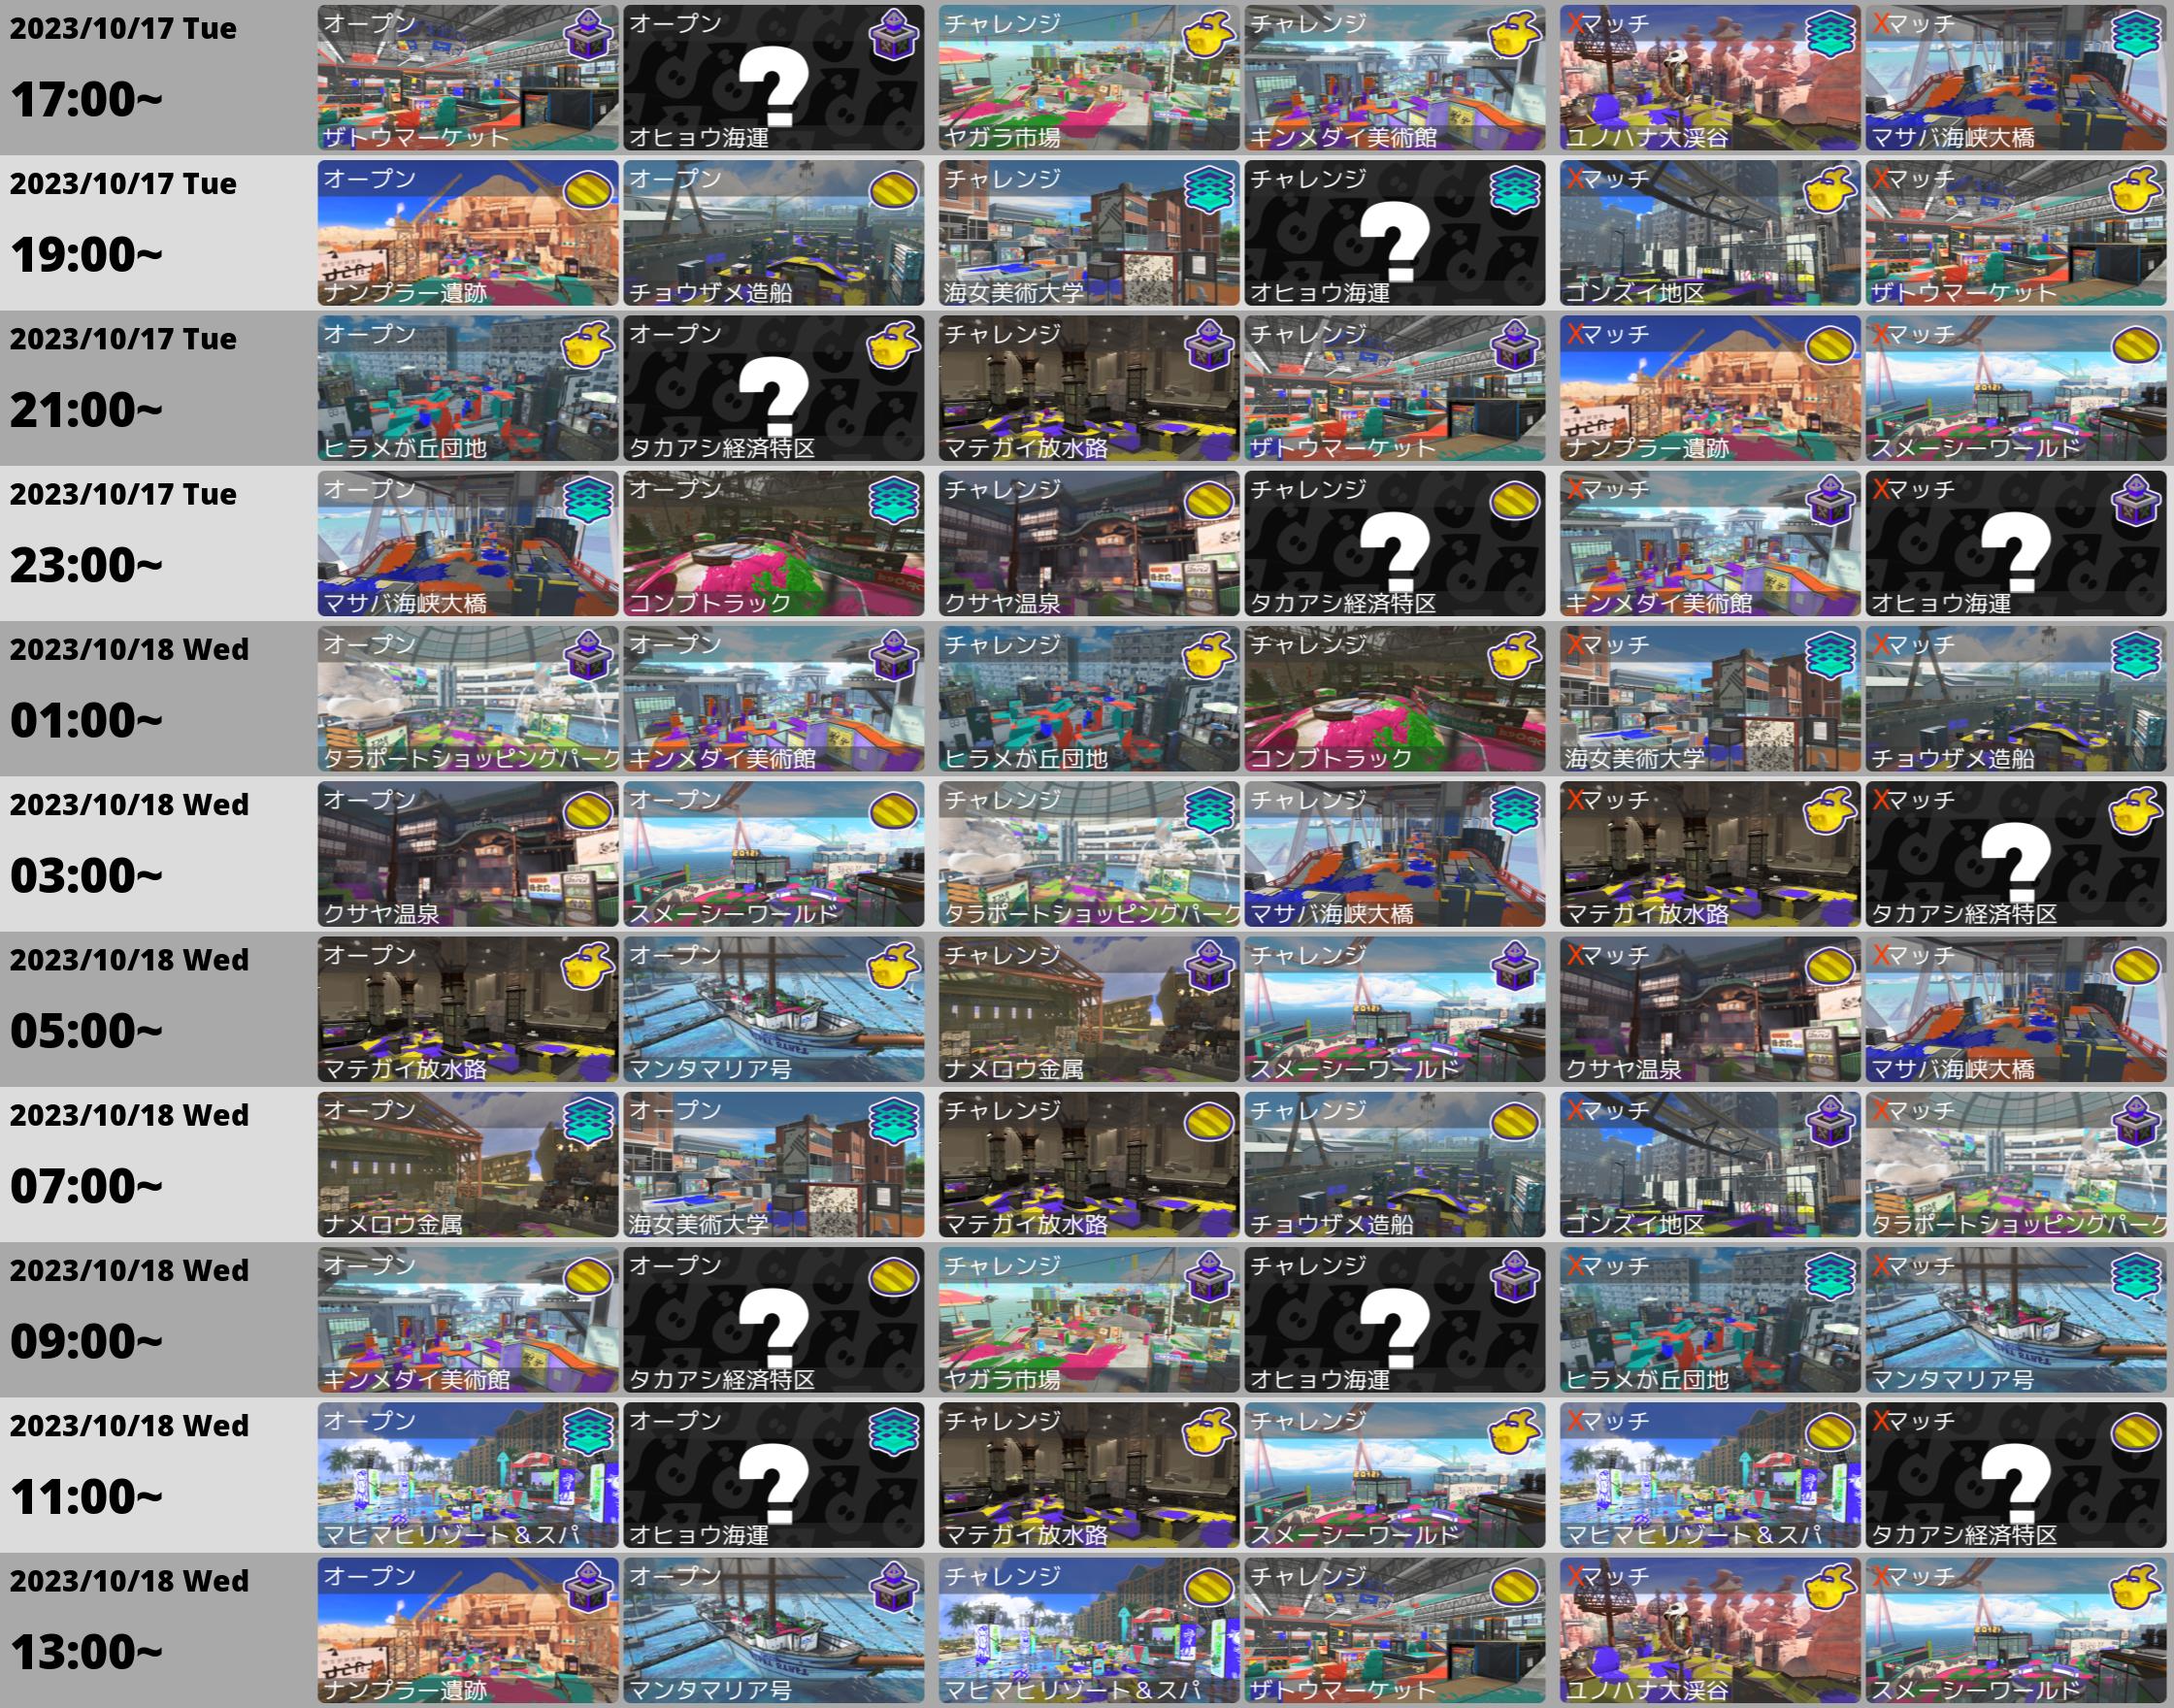 2023/10/17 Tue
17:00~
オープン
ザトウマーケット
オープン
オヒョウ海運
チャレンジ
ヤガラ市場
チャレンジ
キンメダイ美術館
Xマッチ
ユノハナ大渓谷
Xマッチ
マサバ海峡大橋
2023/10/17 Tue
19:00~
オープン
ナンプラー遺跡
オープン
チョウザメ造船
チャレンジ
海女美術大学
チャレンジ
オヒョウ海運
Xマッチ
ゴンズイ地区
Xマッチ
ザトウマーケット
2023/10/17 Tue
21:00~
オープン
ヒラメが丘団地
オープン
タカアシ経済特区
チャレンジ
マテガイ放水路
チャレンジ
ザトウマーケット
Xマッチ
ナンプラー遺跡
Xマッチ
スメーシーワールド
2023/10/17 Tue
23:00~
オープン
マサバ海峡大橋
オープン
コンブトラック
チャレンジ
クサヤ温泉
チャレンジ
タカアシ経済特区
Xマッチ
キンメダイ美術館
Xマッチ
オヒョウ海運
2023/10/18 Wed
01:00~
オープン
タラポートショッピングパーク
オープン
キンメダイ美術館
チャレンジ
ヒラメが丘団地
チャレンジ
コンブトラック
Xマッチ
海女美術大学
Xマッチ
チョウザメ造船
2023/10/18 Wed
03:00~
オープン
クサヤ温泉
オープン
スメーシーワールド
チャレンジ
タラポートショッピングパーク
チャレンジ
マサバ海峡大橋
Xマッチ
マテガイ放水路
Xマッチ
タカアシ経済特区
2023/10/18 Wed
05:00~
オープン
マテガイ放水路
オープン
マンタマリア号
チャレンジ
ナメロウ金属
チャレンジ
スメーシーワールド
Xマッチ
クサヤ温泉
Xマッチ
マサバ海峡大橋
2023/10/18 Wed
07:00~
オープン
ナメロウ金属
オープン
海女美術大学
チャレンジ
マテガイ放水路
チャレンジ
チョウザメ造船
Xマッチ
ゴンズイ地区
Xマッチ
タラポートショッピングパーク
2023/10/18 Wed
09:00~
オープン
キンメダイ美術館
オープン
タカアシ経済特区
チャレンジ
ヤガラ市場
チャレンジ
オヒョウ海運
Xマッチ
ヒラメが丘団地
Xマッチ
マンタマリア号
2023/10/18 Wed
11:00~
オープン
マヒマヒリゾート＆スパ
オープン
オヒョウ海運
チャレンジ
マテガイ放水路
チャレンジ
スメーシーワールド
Xマッチ
マヒマヒリゾート＆スパ
Xマッチ
タカアシ経済特区
2023/10/18 Wed
13:00~
オープン
ナンプラー遺跡
オープン
マンタマリア号
チャレンジ
マヒマヒリゾート＆スパ
チャレンジ
ザトウマーケット
Xマッチ
ユノハナ大渓谷
Xマッチ
スメーシーワールド